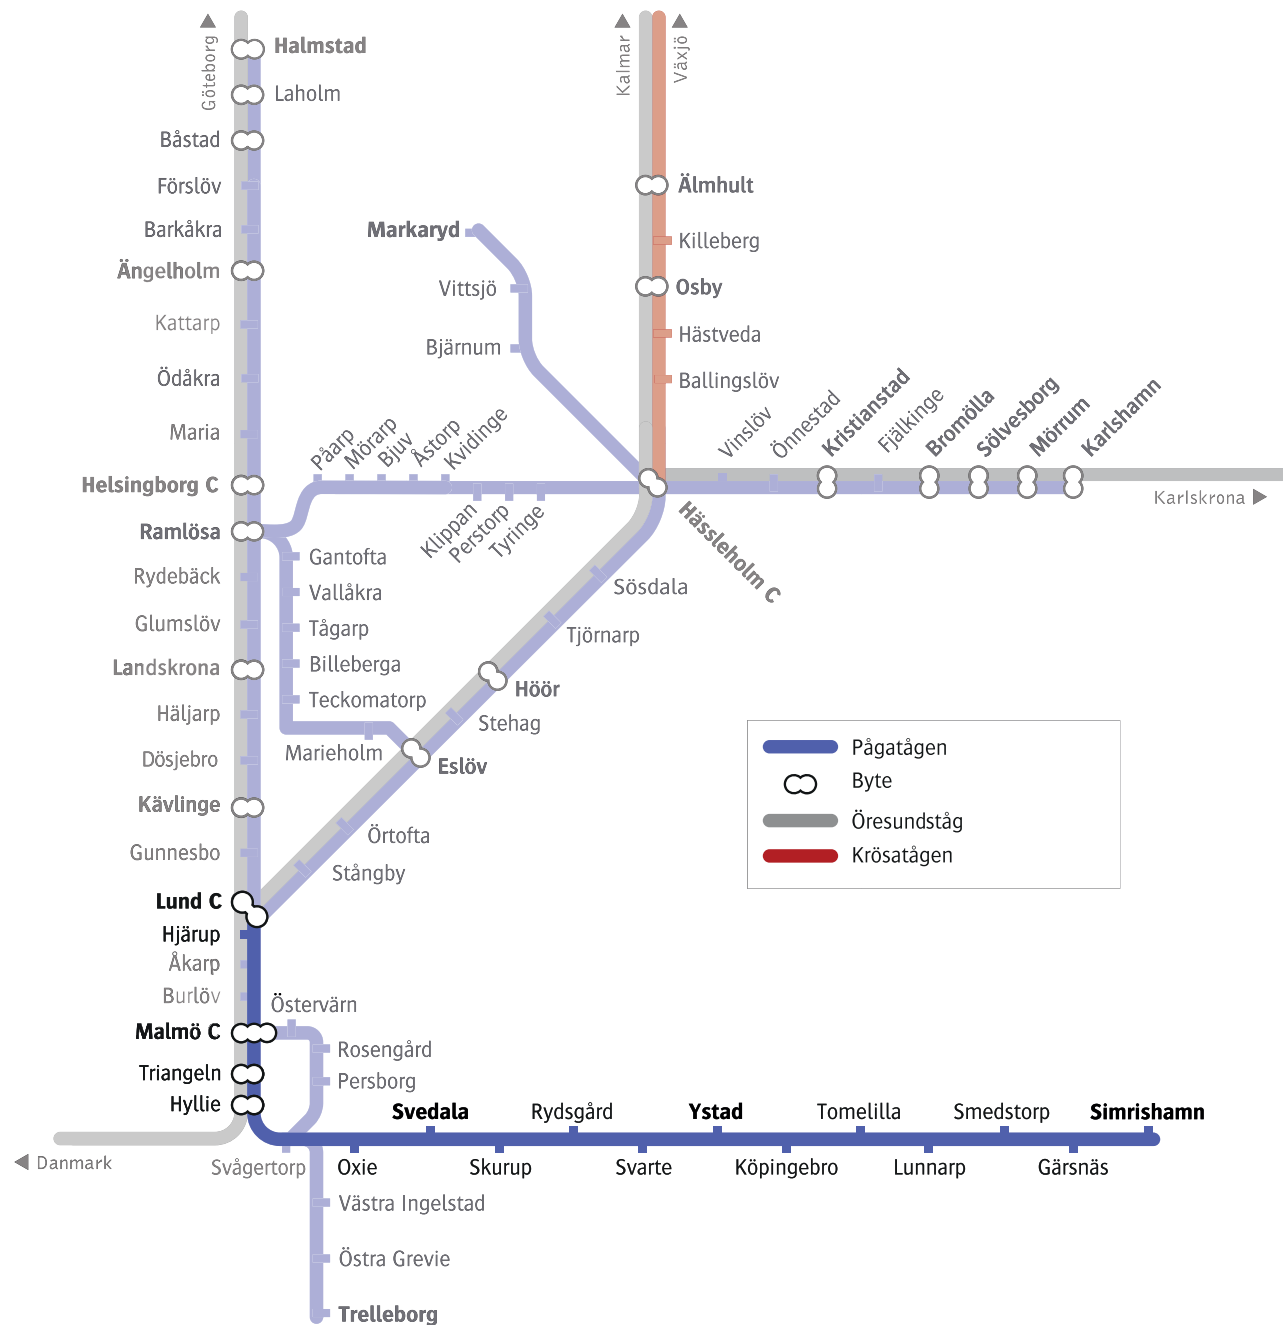 Göteborg
Halmstad
Laholm
Båstad
Förslöv
Barkåkra
Ängelholm
Kattarp
Ödåkra
Maria
Helsingborg C
Ramlösa
Rydebäck
Glumslöv
Landskrona
Häljarp
Dösjebro
Kävlinge
Gunnesbo
Lund C
Hjärup
Åkarp
Burlöv
Malmö C
Triangeln
Hyllie
Danmark
Markaryd
Vittsjö
Bjärnum
Påarp
Mörarp
Bjuv
Åstorp
Kvidinge
Klippan
Perstorp
Tyringe
Gantofta
Vallåkra
Tågarp
Billeberga
Teckomatorp
Marieholm
Kalmar
Växjö
Älmhult
Killeberg
Osby
Hästveda
Ballingslöv
Vinslöv
Önnestad
Kristianstad
Fjälkinge
Bromölla
Sölvesborg
Mörrum
Karlshamn
Karlskrona
Hässleholm C
Sösdala
Tjörnarp
Höör
Stehag
Eslöv
Örtofta
Stångby
Pågatågen
Byte
Öresundståg
Krösatågen
Östervärn
Rosengård
Persborg
Svedala
Rydsgård
Ystad
Tomelilla
Smedstorp
Simrishamn
Svågertorp
Oxie
Skurup
Svarte
Köpingebro
Lunnarp
Gärsnäs
Västra Ingelstad
Östra Grevie
Trelleborg